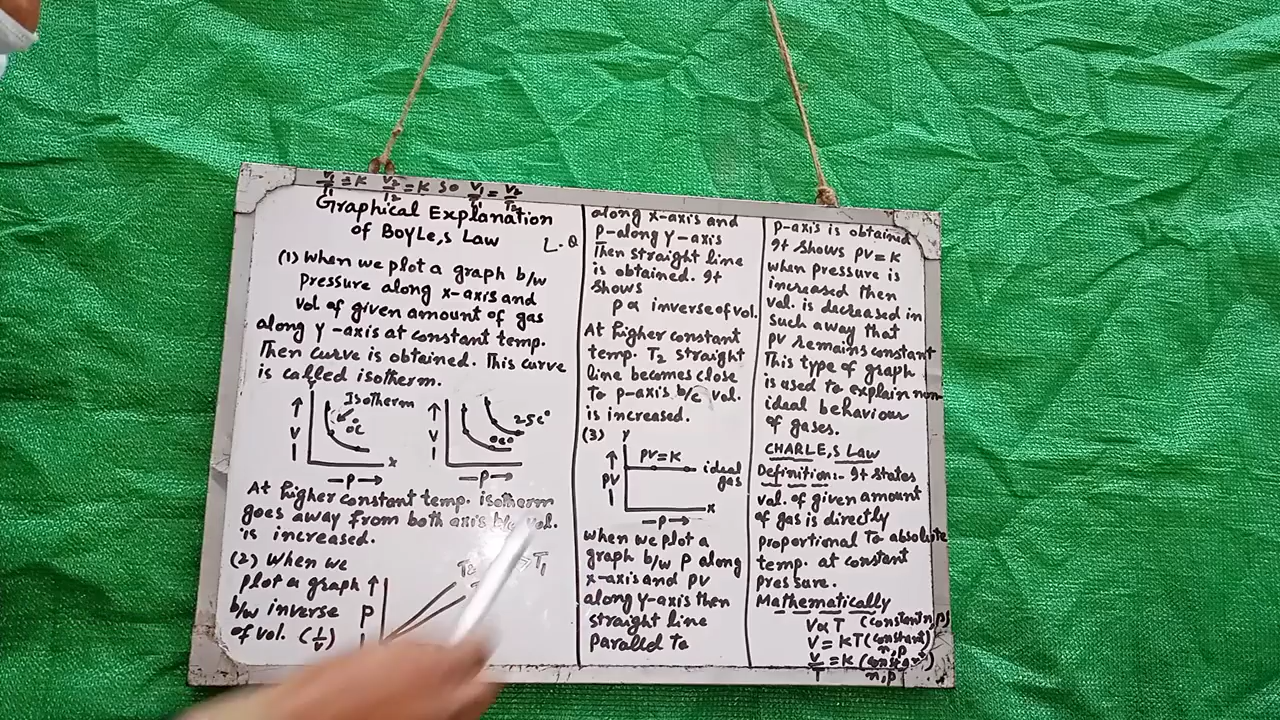 V1/T1 = K V2/T2 = K So V1/T1 = V2/T2
Graphical Explanation
of BoyLe,s Law
L.Q
(1) When we plot a graph b/w
Pressure along x-axis and
Vol of given amount of gas
along y-axis at constant temp.
Then curve is obtained. This curve
is called isotherm.
Isotherm
0°c
V
x
-P→
25c°
0c°
V
-P→
At higher constant temp. isotherm
goes away from both axis b/c vol.
is increased.
(2) When we
plot a graph
b/w inverse
of vol. (1/V)
P
T2
>T1
along x-axis and
P-along y-axis
Then straight line
is obtained. It
shows
P ∝ inverse of vol.
At higher constant
temp. T2 straight
line becomes close
To P-axis b/c vol.
is increased.
(3)
y
PV=K
ideal
gas
PV
x
-P→
when we plot a
graph b/w P along
x-axis and PV
along y-axis then
straight line
Parallel To
P-axis is obtained
It shows PV=K
when pressure is
increased then
vol. is decreased in
such away that
PV remains constant
This type of graph
is used to explain non
ideal behaviour
of gases.
CHARLE,S Law
Definition:- It states
vol. of given amount
of gas is directly
proportional to absolute
temp. at constant
pressure.
Mathematically
V∝T (constant n,p)
V=KT (constant n,p)
V/T = K (constant n,p)